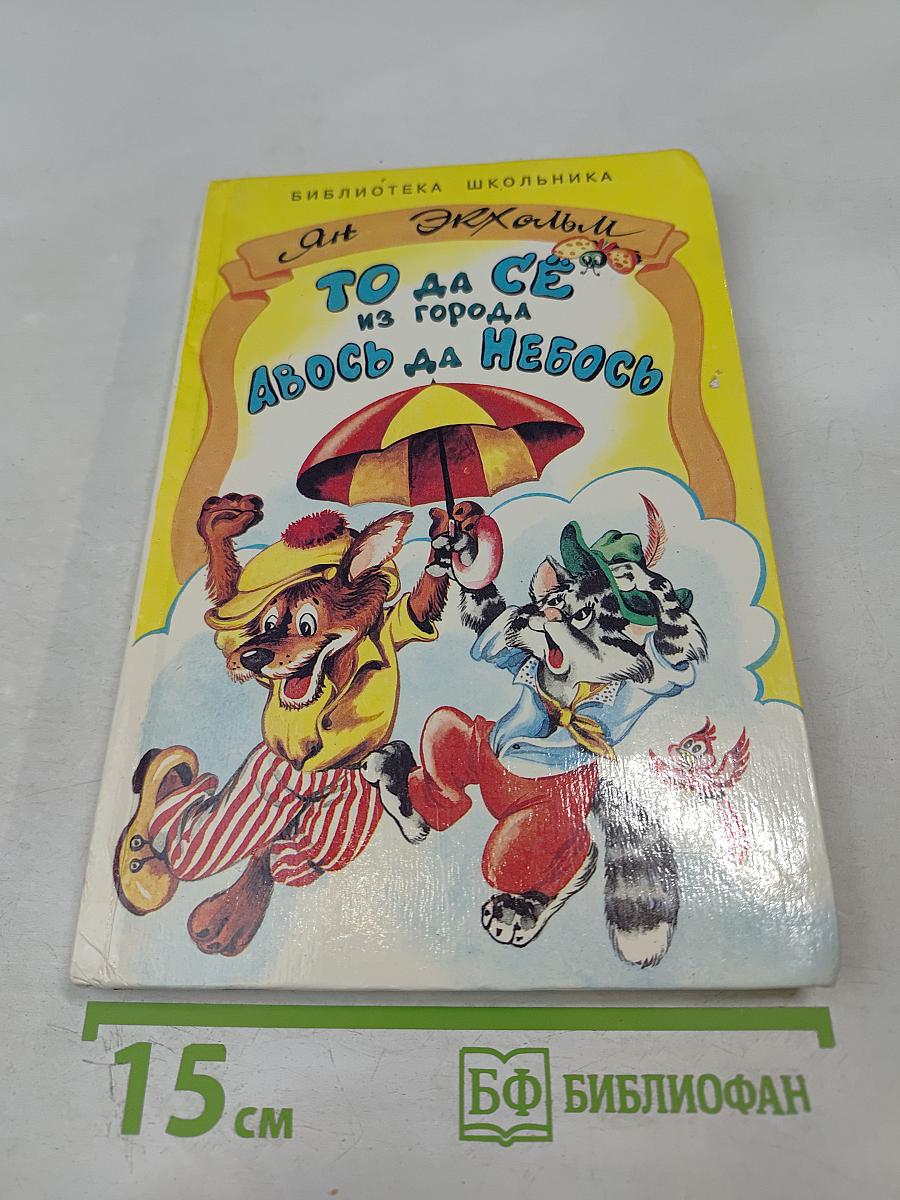 БИБЛИОТЕКА ШКОЛЬНИКА
Ян Экхольм
ТО да СЁ
из города
АВОСЬ да НЕБОСЬ
15 см
БФ БИБЛИОФАН